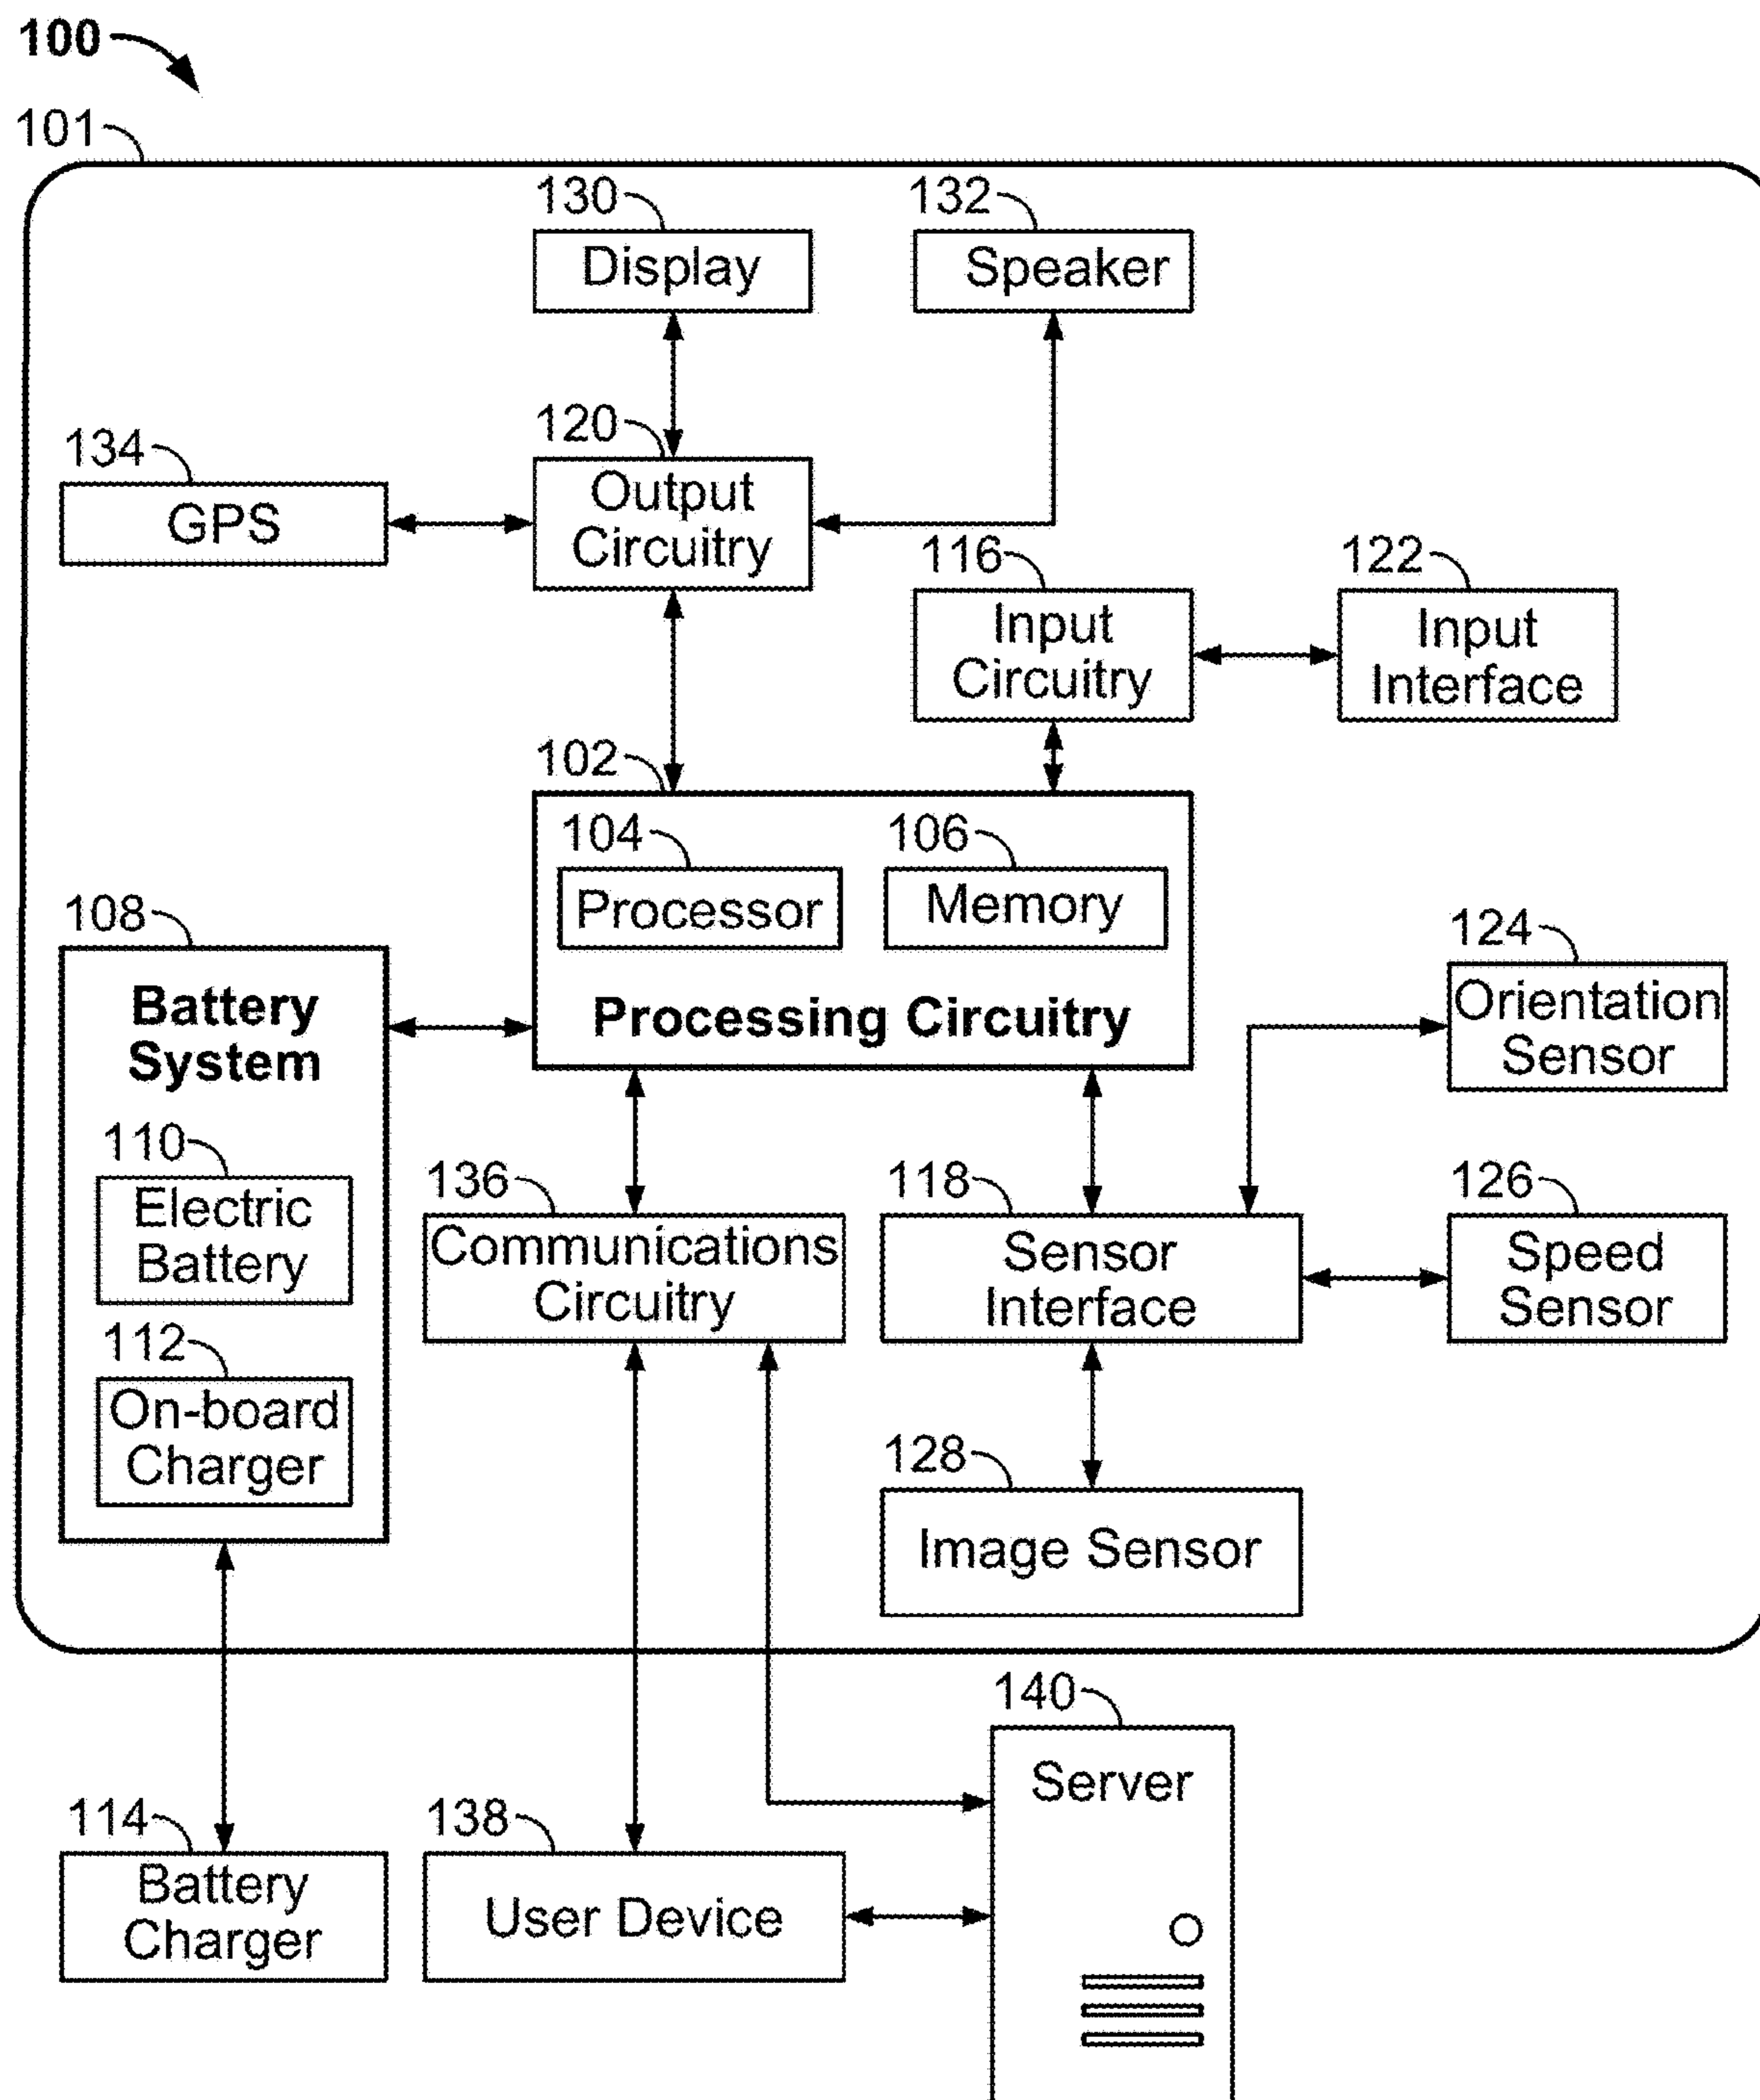 100
101
130
Display
132
Speaker
120
Output
Circuitry
134
GPS
116
Input
Circuitry
122
Input
Interface
102
104
Processor
106
Memory
Processing Circuitry
108
Battery
System
110
Electric
Battery
112
On-board
Charger
124
Orientation
Sensor
136
Communications
Circuitry
118
Sensor
Interface
126
Speed
Sensor
128
Image Sensor
114
Battery
Charger
138
User Device
140
Server